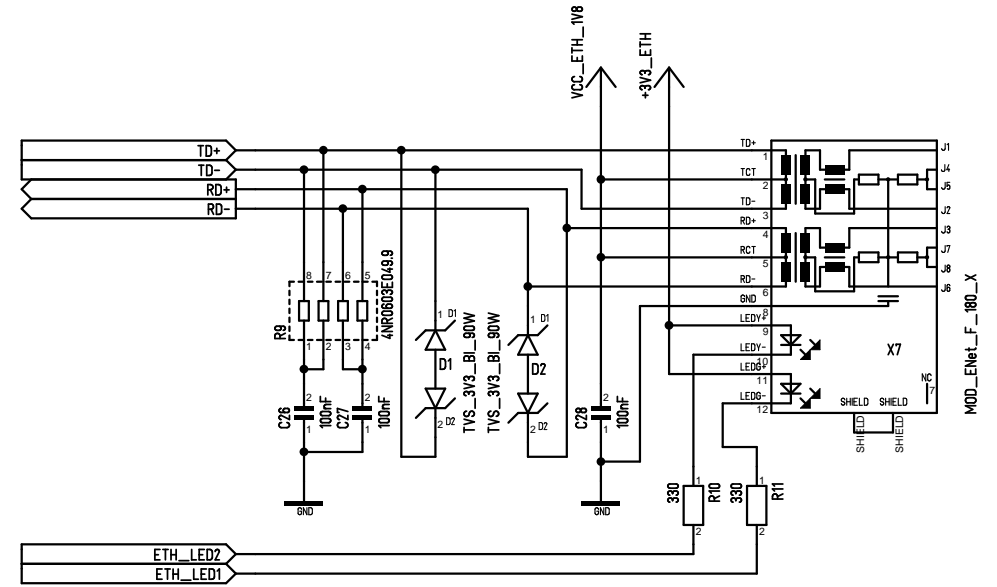 VCC_ETH_1V8
+3V3_ETH
TD+
TD-
RD+
RD-
TD+
1
TCT
2
TD-
3
RD+
4
RCT
5
RD-
6
GND
8
LEDY+
9
LEDY-
10
LEDG+
11
LEDG-
12
J1
J4
J5
J2
J3
J7
J8
J6
X7
NC
7
SHIELD SHIELD
SHIELD
SHIELD
MOD_ENet_F_180_X
8 7 6 5
R9
4NR0603E049.9
1 2 3 4
C26
2
1
100nF
C27
2
1
100nF
GND
1 D1
D1
2 D2
TVS_3V3_BI_90W
TVS_3V3_BI_90W
1 D1
D2
2 D2
C28
2
1
100nF
GND
330
1
R10
2
330
1
R11
2
ETH_LED2
ETH_LED1